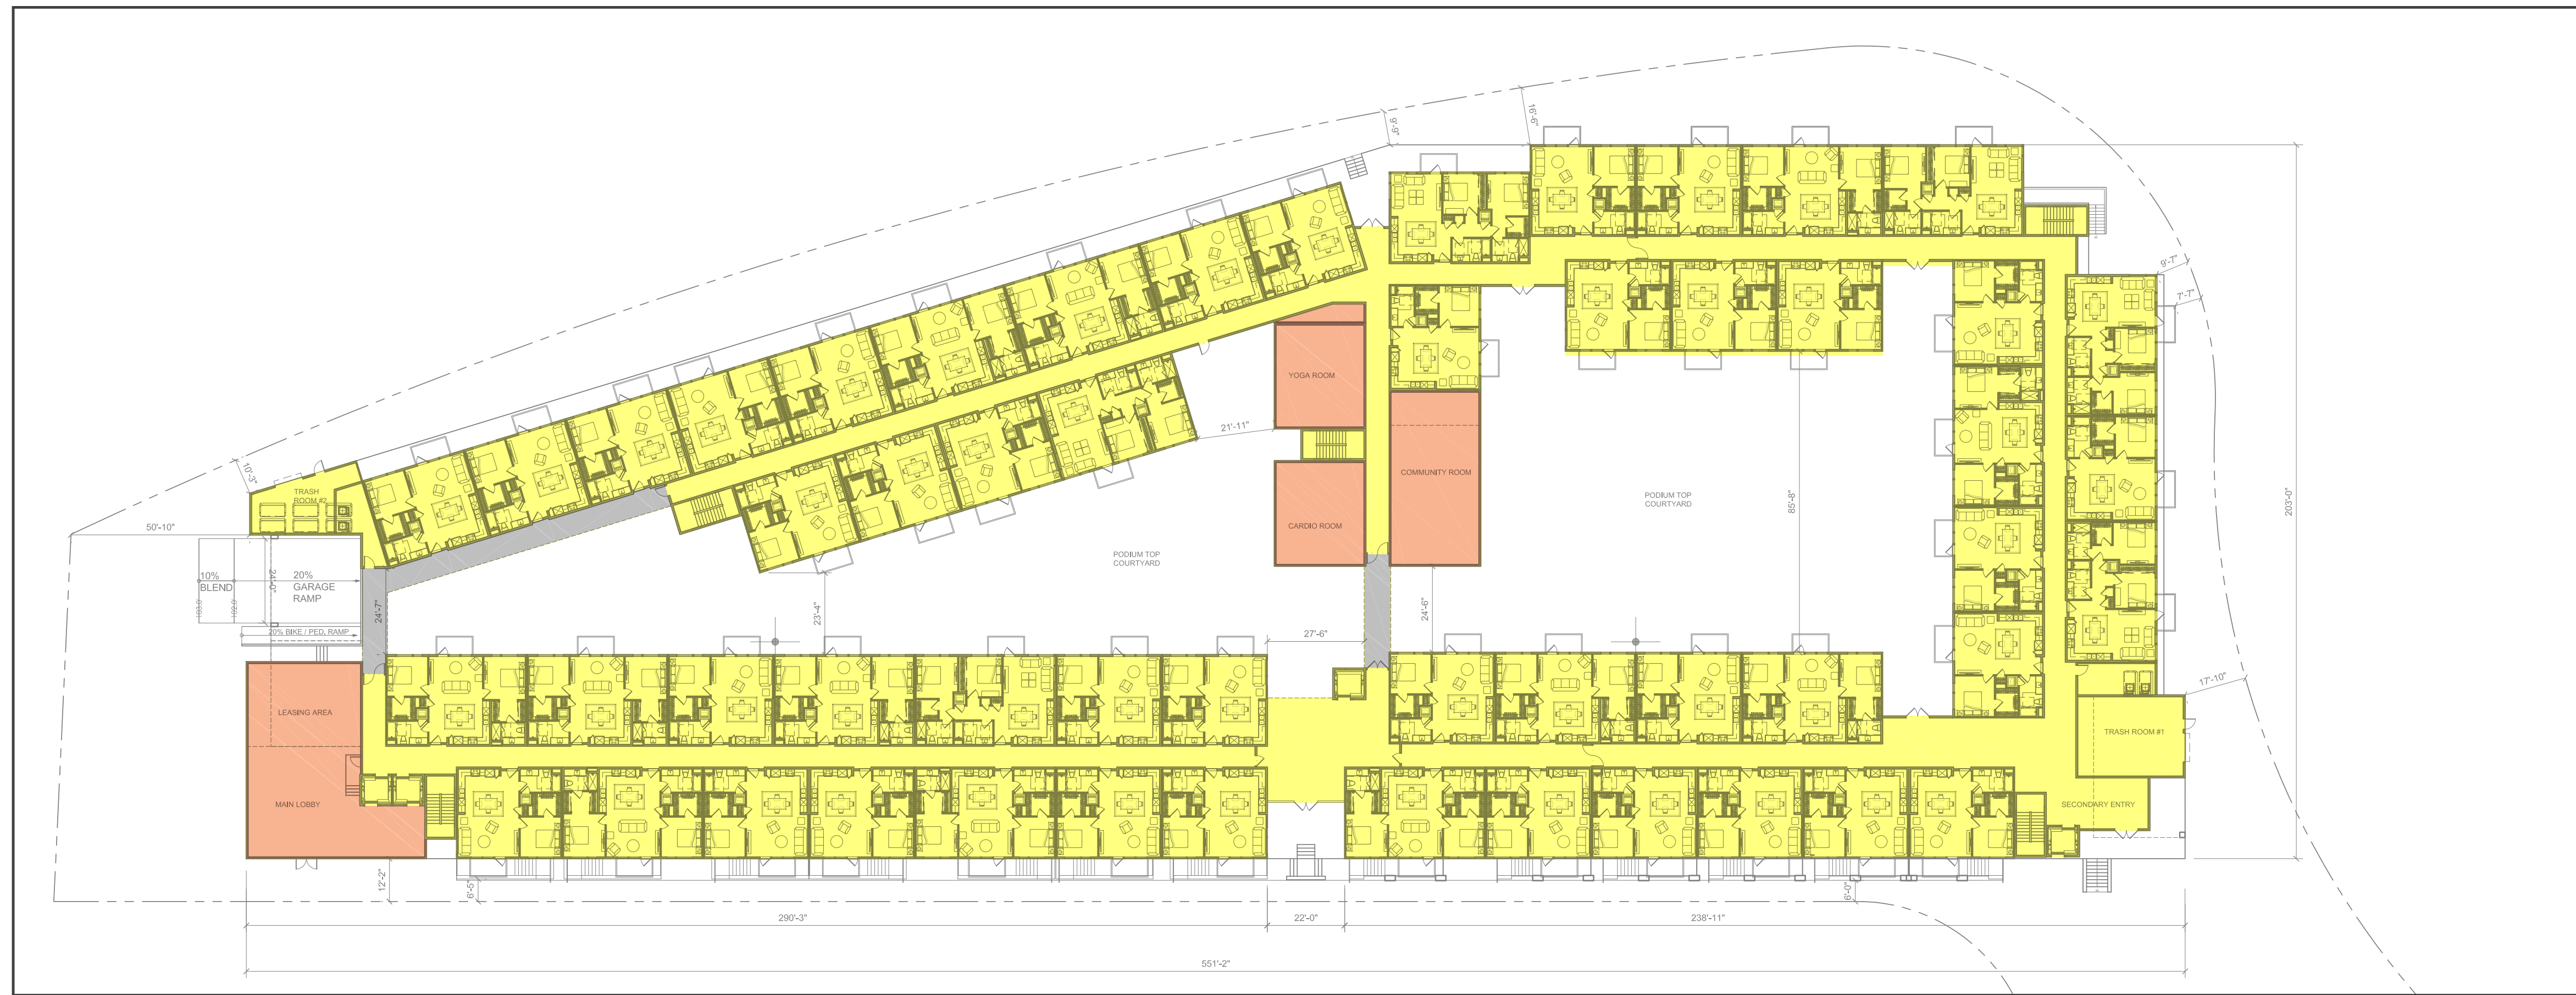 16'-6"
9'-9"
9'-7"
7'-7"
YOGA ROOM
21'-11"
COMMUNITY ROOM
10'-3"
TRASH
ROOM #2
PODIUM TOP
COURTYARD
85'-8"
203'-0"
50'-10"
CARDIO ROOM
PODIUM TOP
COURTYARD
10%
BLEND
24'-0"
20%
GARAGE
RAMP
103.0'
102.0'
24'-7"
23'-4"
24'-6"
20% BIKE / PED. RAMP
27'-6"
17'-10"
LEASING AREA
TRASH ROOM #1
MAIN LOBBY
SECONDARY ENTRY
12'-2"
6'-5"
6'-0"
290'-3"
22'-0"
238'-11"
551'-2"